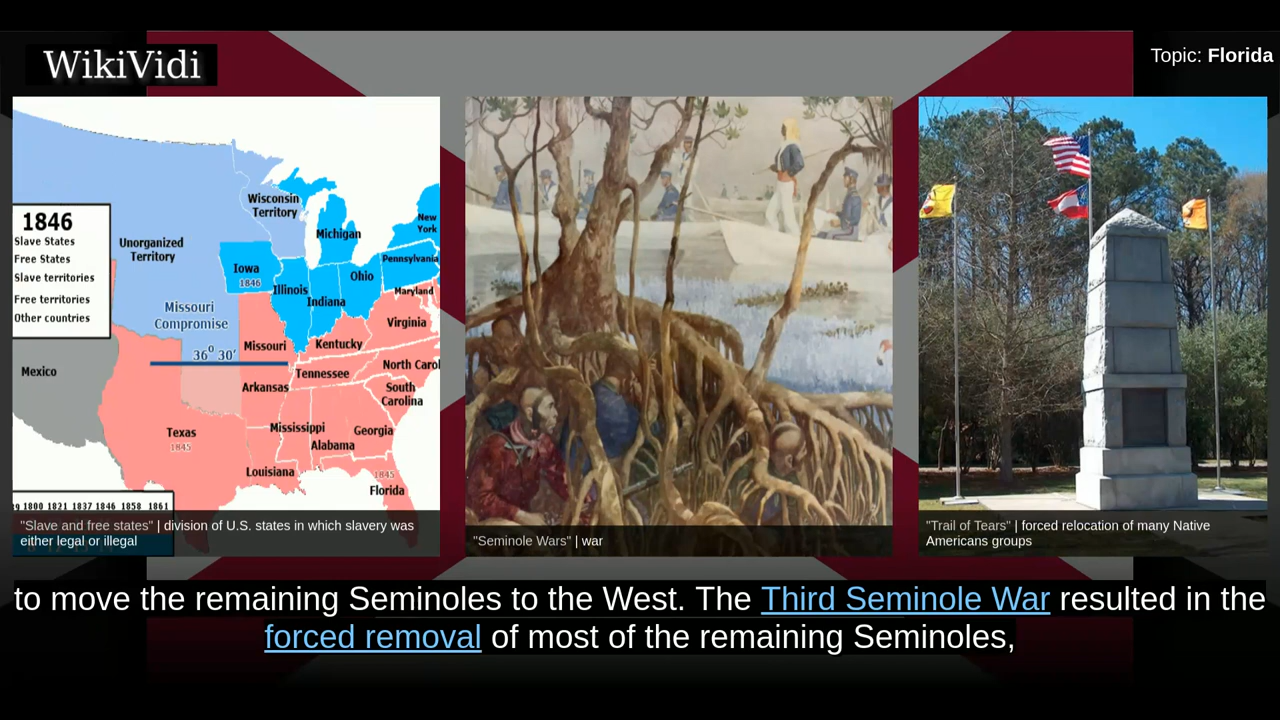 WikiVidi
Topic: Florida
1846
Slave States
Free States
Slave territories
Free territories
Other countries
Unorganized
Territory
Wisconsin
Territory
Michigan
New
York
Pennsylvania
Iowa
1846
Illinois
Indiana
Ohio
Maryland
Missouri
Compromise
36° 30'
Virginia
Missouri
Kentucky
Mexico
Tennessee
North Carol
Arkansas
South
Carolina
Texas
1845
Mississippi
Georgia
Alabama
Louisiana
1845
Florida
1800 1821 1837 1846 1858 1861
"Slave and free states" | division of U.S. states in which slavery was
either legal or illegal
"Seminole Wars" | war
"Trail of Tears" | forced relocation of many Native
Americans groups
to move the remaining Seminoles to the West. The Third Seminole War resulted in the
forced removal of most of the remaining Seminoles,